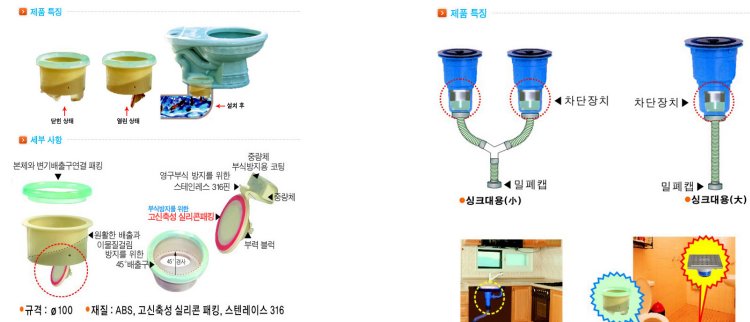 제품 특징
닫힌 상태
열린 상태
설치 후
세부 사항
본체와 변기배출구연결 패킹
중량체
부식방지용 코팅
영구부식 방지를 위한
스테인레스 316핀
중량체
부식방지를 위한
고신축성 실리콘패킹
원활한 배출과
이물질걸림
방지를 위한
45˚배출구
45˚경사
부력 블럭
규격 : ø100
재질 : ABS, 고신축성 실리콘 패킹, 스텐레이스 316
제품 특징
차단장치
밀폐캡
싱크대용(小)
차단장치
밀폐캡
싱크대용(大)